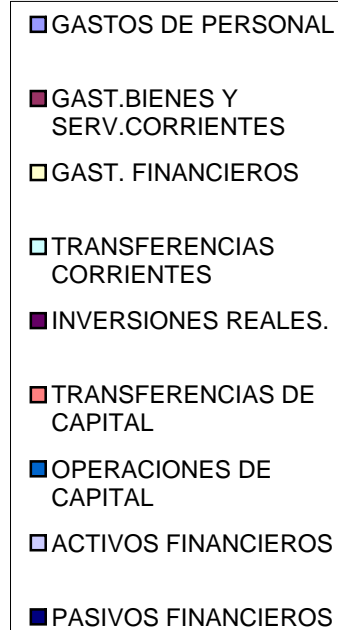 GASTOS DE PERSONAL
GAST.BIENES Y
SERV.CORRIENTES
GAST. FINANCIEROS
TRANSFERENCIAS
CORRIENTES
INVERSIONES REALES.
TRANSFERENCIAS DE
CAPITAL
OPERACIONES DE
CAPITAL
ACTIVOS FINANCIEROS
PASIVOS FINANCIEROS